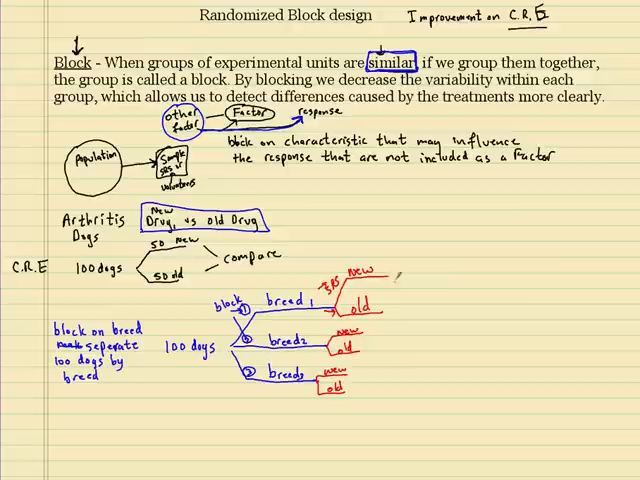 Randomized Block design
Improvement on C.R.E
Block - When groups of experimental units are similar, if we group them together,
the group is called a block. By blocking we decrease the variability within each
group, which allows us to detect differences caused by the treatments more clearly.
other
factor
Factor
response
block on characteristic that may influence
the response that are not included as a Factor
Population
Sample
SRS
volunteers
Arthritis
Dogs
New
Drug, vs old Drug
C.R.E
100 dogs
50 new
50 old
compare
block on breed
seperate
100 dogs by
breed
100 dogs
block
1
breed 1
New
old
breed 2
New
old
breed
New
old